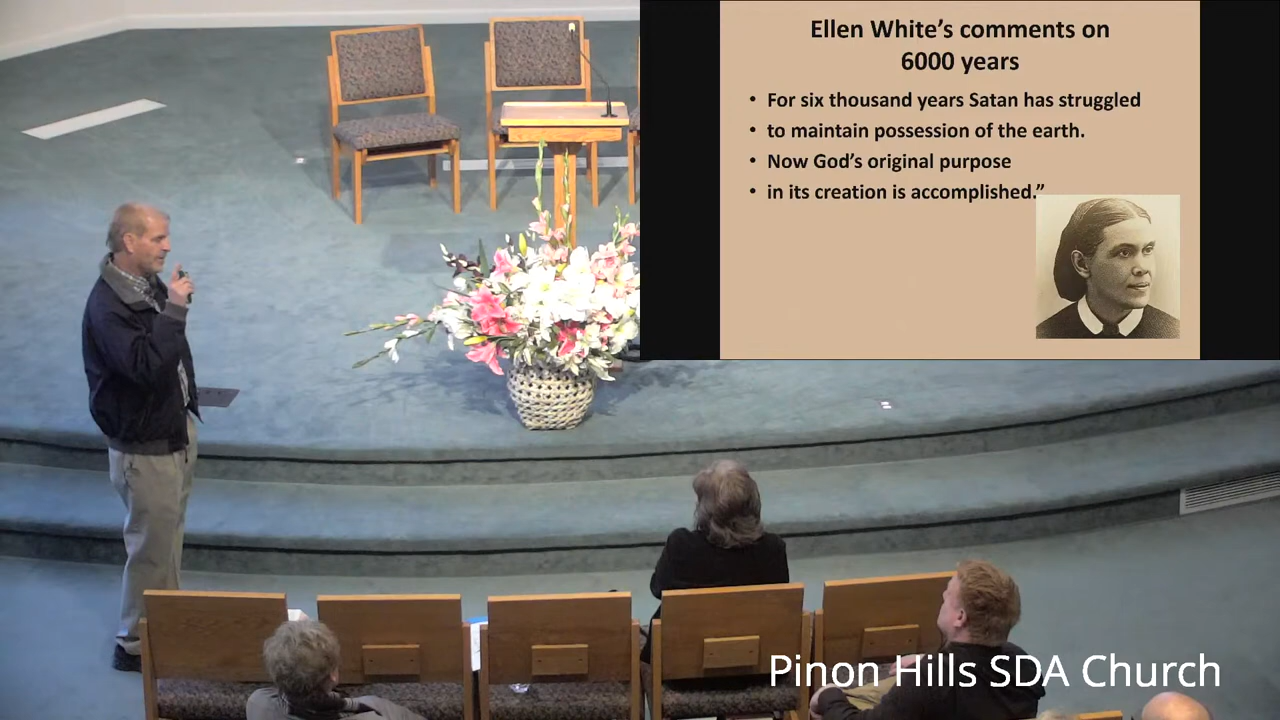 Ellen White's comments on
6000 years
• For six thousand years Satan has struggled
• to maintain possession of the earth.
• Now God's original purpose
• in its creation is accomplished.”
Pinon Hills SDA Church